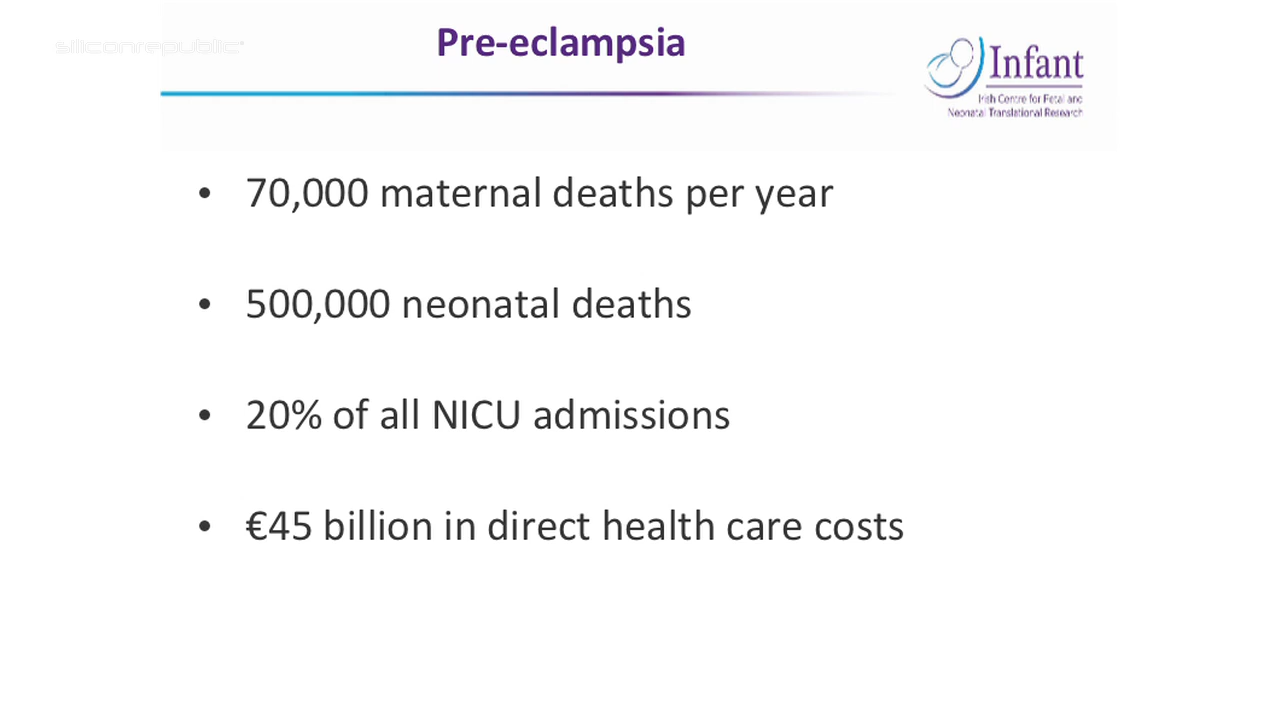 siliconrepublic
Pre-eclampsia
Infant
Irish Centre for Fetal and
Neonatal Translational Research
• 70,000 maternal deaths per year
• 500,000 neonatal deaths
• 20% of all NICU admissions
• €45 billion in direct health care costs